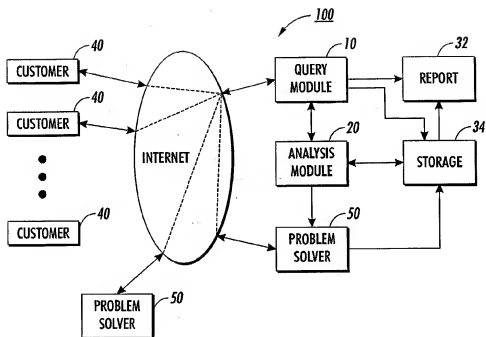 100
40
CUSTOMER
40
CUSTOMER
40
CUSTOMER
INTERNET
10
QUERY
MODULE
32
REPORT
20
ANALYSIS
MODULE
34
STORAGE
50
PROBLEM
SOLVER
50
PROBLEM
SOLVER